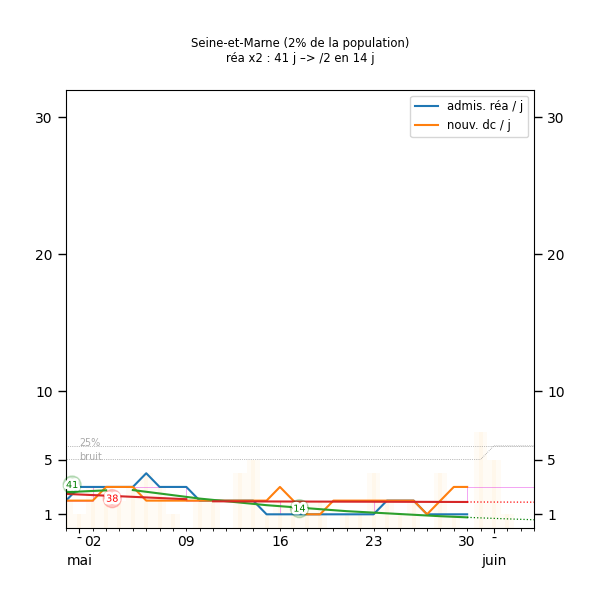 Seine-et-Marne (2% de la population)
réa x2 : 41 j –> /2 en 14 j
admis. réa / j
nouv. dc / j
30 30
20 20
10 10
25%
bruit
5 5
41
38
14
1 1
- 02 09 16 23 30 -
mai juin